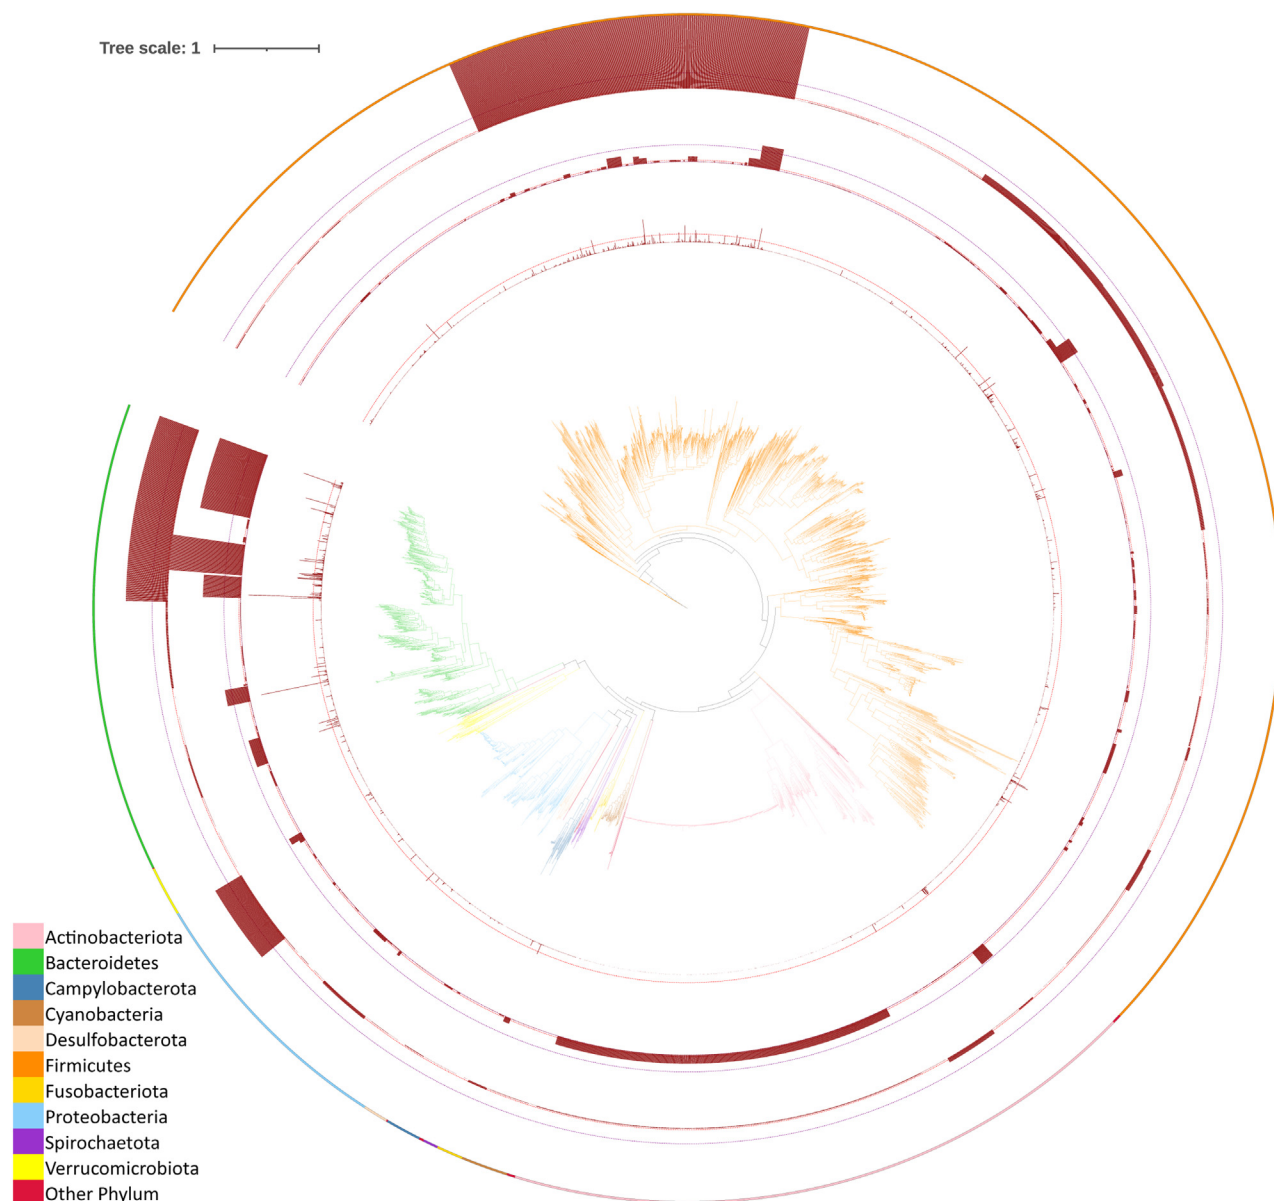 Tree scale: 1
Actinobacteriota
Bacteroidetes
Campylobacterota
Cyanobacteria
Desulfobacterota
Firmicutes
Fusobacteriota
Proteobacteria
Spirochaetota
Verrucomicrobiota
Other Phylum